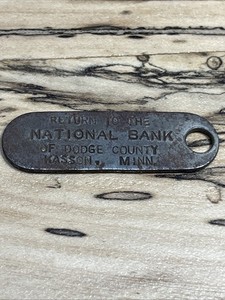 RETURN TO THE
NATIONAL BANK
OF DODGE COUNTY
KASSON, MINN.